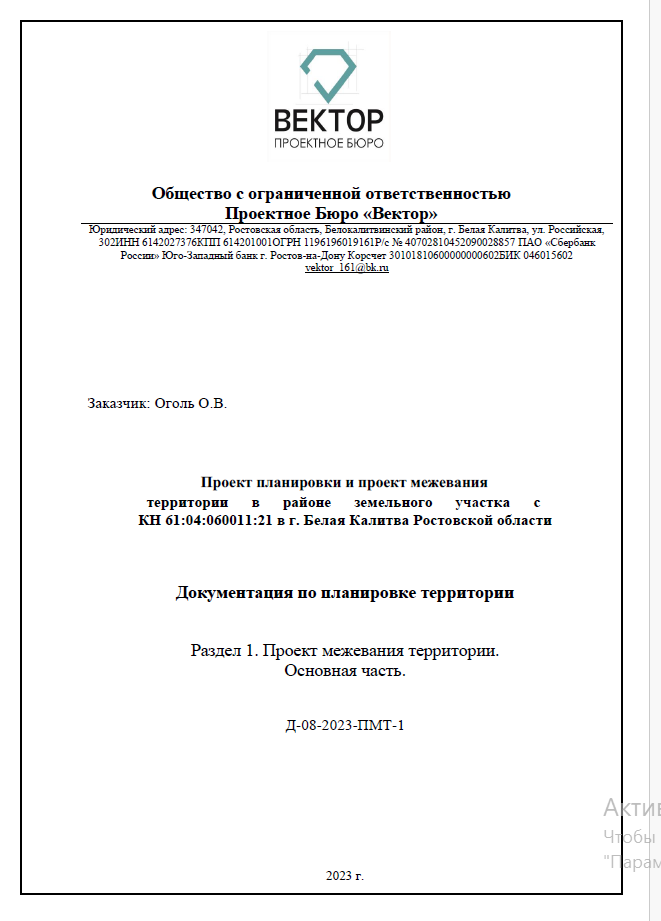 ВЕКТОР
ПРОЕКТНОЕ БЮРО
Общество с ограниченной ответственностью
Проектное Бюро «Вектор»
Юридический адрес: 347042, Ростовская область, Белокалитвинский район, г. Белая Калитва, ул. Российская,
302ИНН 6142027376КПП 614201001ОГРН 1196196019161Р/с № 40702810452090028857 ПАО «Сбербанк
России» Юго-Западный банк г. Ростов-на-Дону Корсчет 30101810600000000602БИК 046015602
vektor_161@bk.ru
Заказчик: Оголь О.В.
Проект планировки и проект межевания
территории в районе земельного участка с
КН 61:04:060011:21 в г. Белая Калитва Ростовской области
Документация по планировке территории
Раздел 1. Проект межевания территории.
Основная часть.
Д-08-2023-ПМТ-1
Актив
Чтобы
"Парам
2023 г.